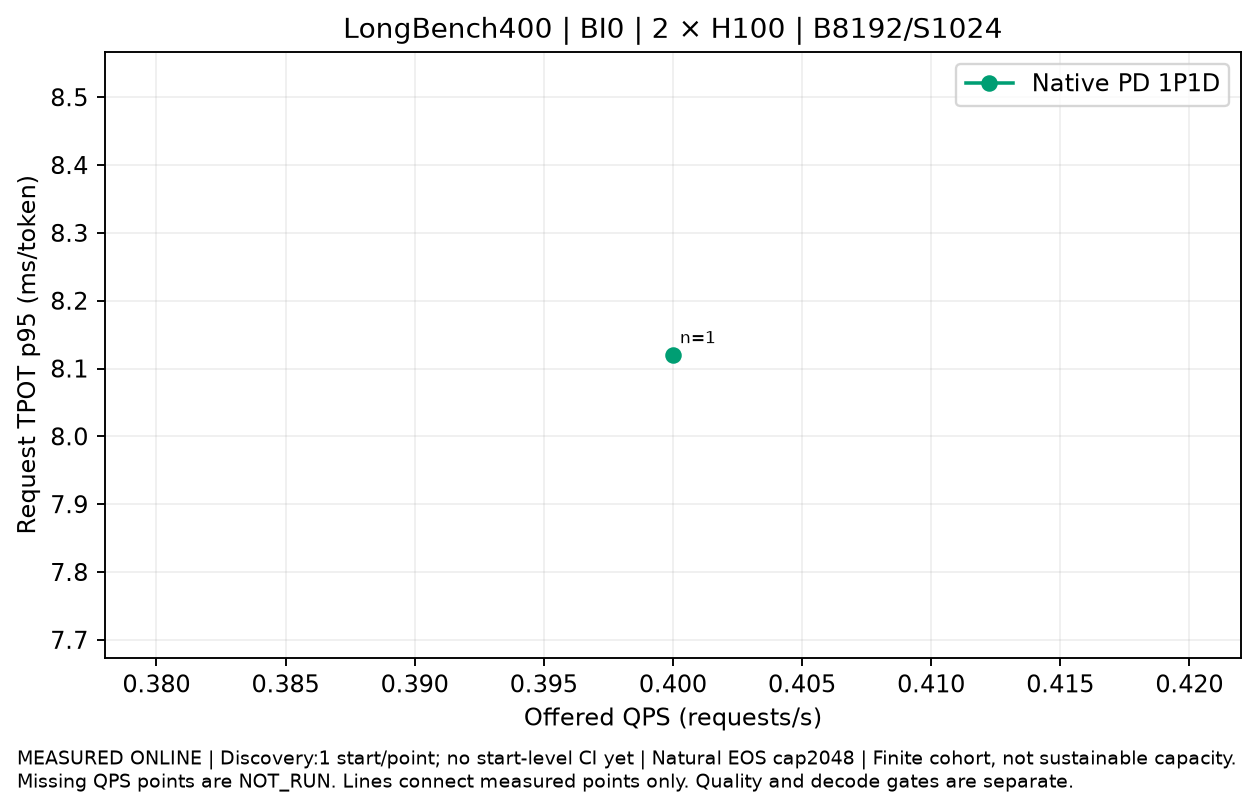 LongBench400 | BI0 | 2 × H100 | B8192/S1024
Native PD 1P1D
Request TPOT p95 (ms/token)
8.5
8.4
8.3
8.2
8.1
8.0
7.9
7.8
7.7
n=1
0.380 0.385 0.390 0.395 0.400 0.405 0.410 0.415 0.420
Offered QPS (requests/s)
MEASURED ONLINE | Discovery:1 start/point; no start-level CI yet | Natural EOS cap2048 | Finite cohort, not sustainable capacity.
Missing QPS points are NOT_RUN. Lines connect measured points only. Quality and decode gates are separate.